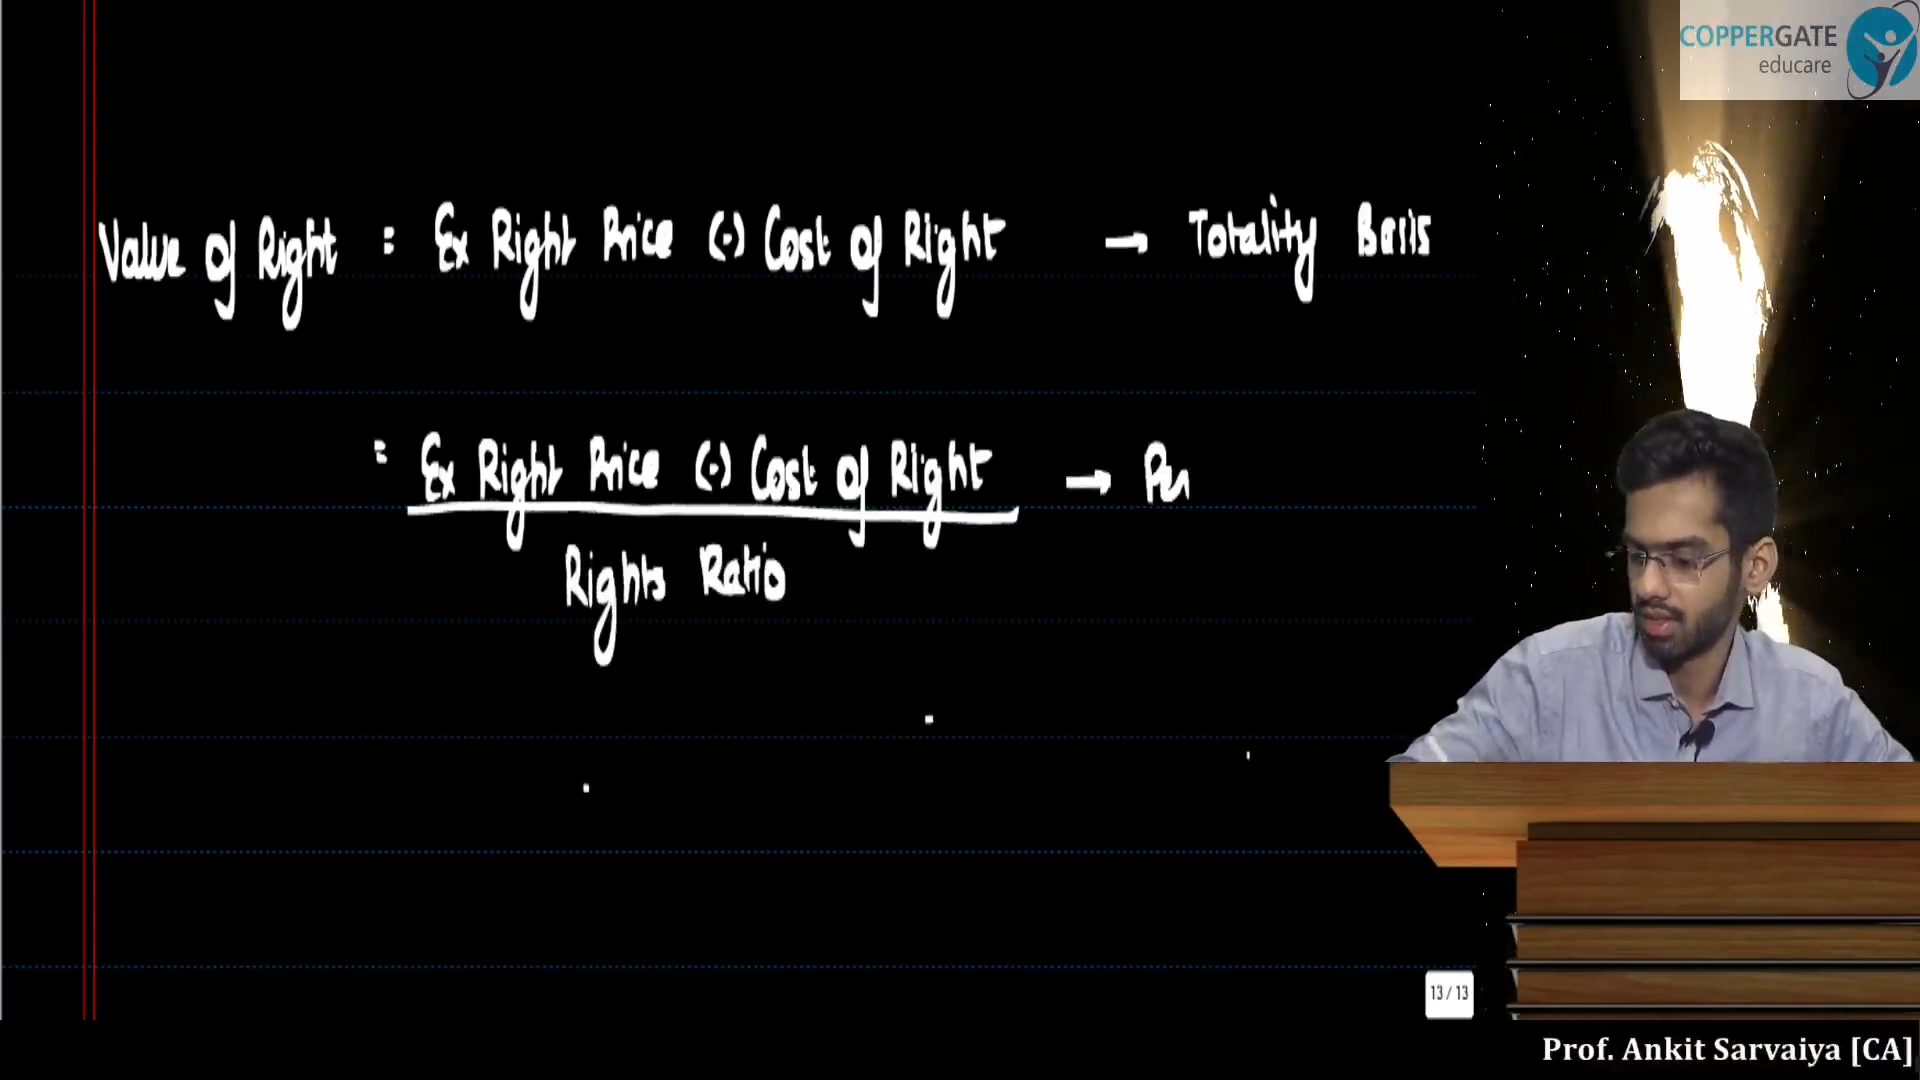 COPPERGATE
educare
Value of Right = Ex Right Price (-) Cost of Right → Totality Basis
= Ex Right Price (-) Cost of Right → Per
Rights Ratio
13 / 13
Prof. Ankit Sarvaiya [CA]